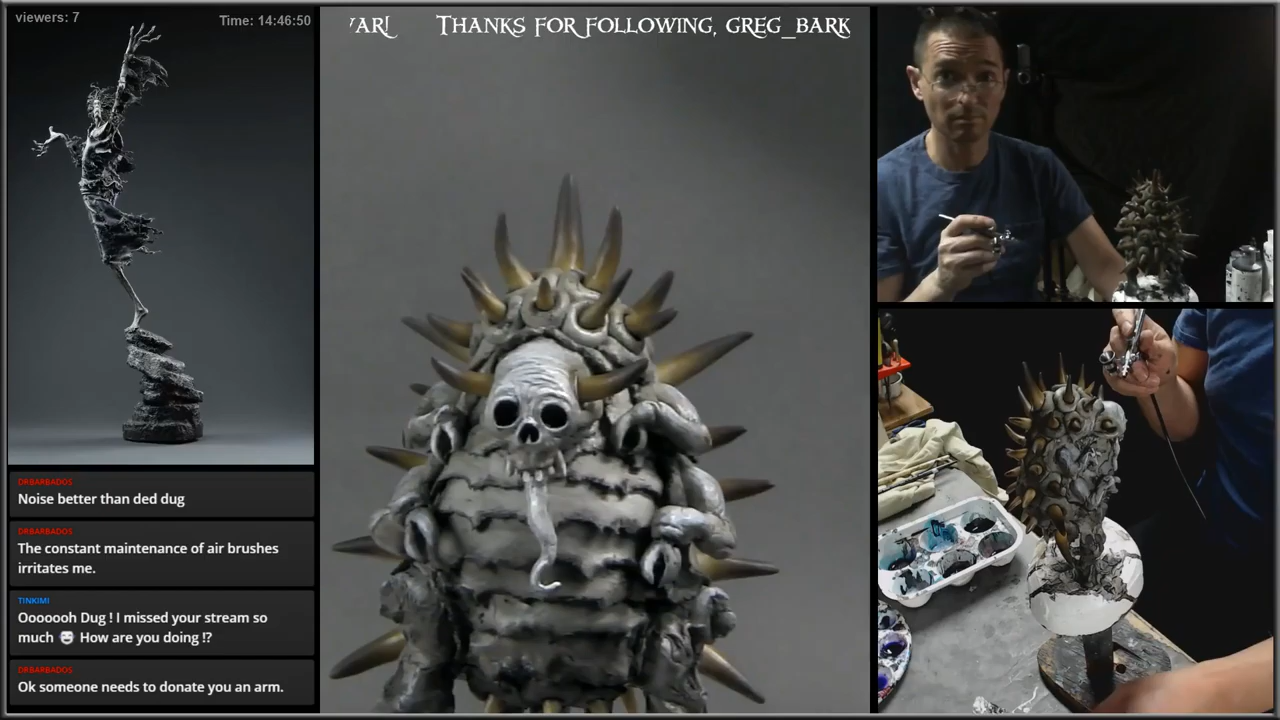 viewers: 7
Time: 14:46:50
THANKS FOR FOLLOWING, GREG_BARK
DRBARBADOS
Noise better than ded dug
DRBARBADOS
The constant maintenance of air brushes
irritates me.
TINKIMI
Ooooooh Dug ! I missed your stream so
much How are you doing !?
DRBARBADOS
Ok someone needs to donate you an arm.